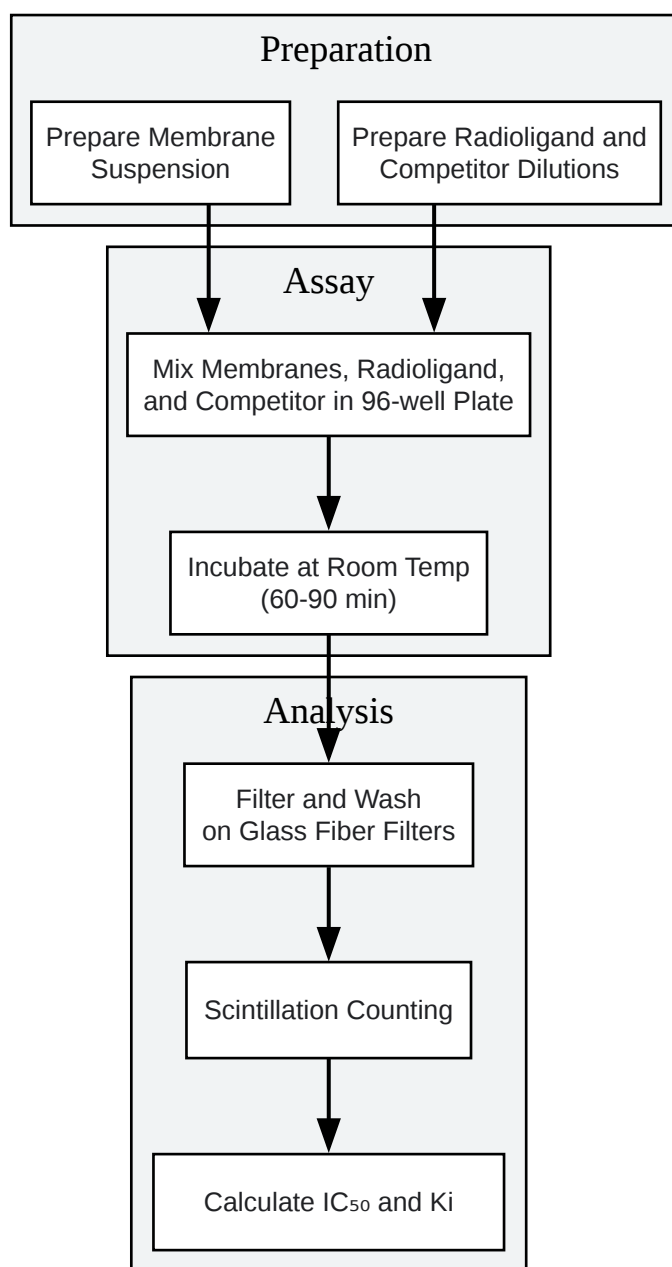 Preparation
Prepare Membrane
Suspension
Prepare Radioligand and
Competitor Dilutions
Assay
Mix Membranes, Radioligand,
and Competitor in 96-well Plate
Incubate at Room Temp
(60-90 min)
Analysis
Filter and Wash
on Glass Fiber Filters
Scintillation Counting
Calculate IC₅₀ and Ki